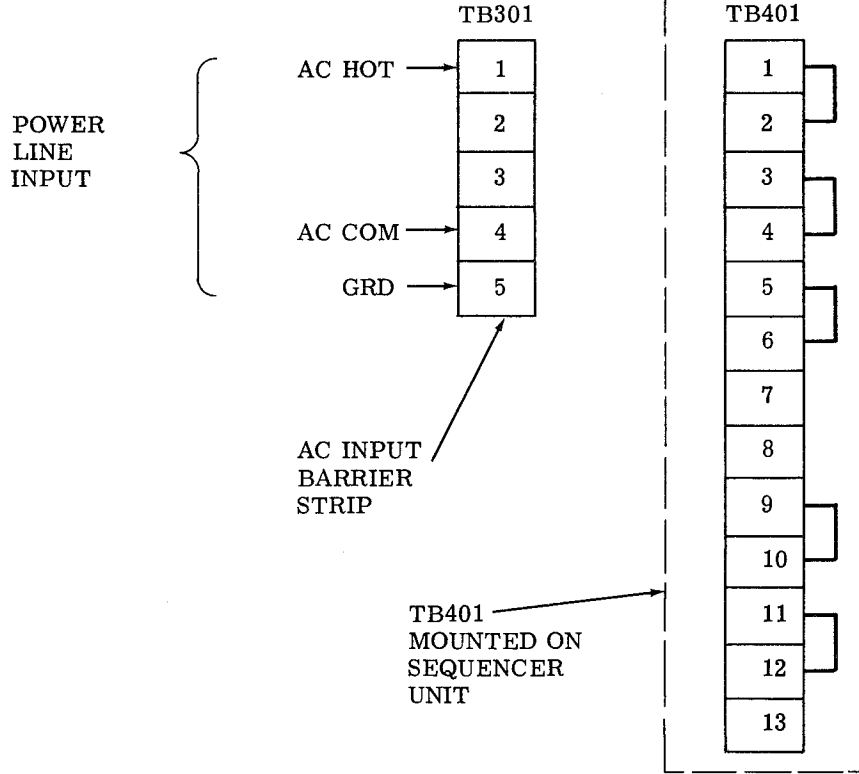 TB301
TB401
POWER
LINE
INPUT
AC HOT
AC COM
GRD
1
2
3
4
5
AC INPUT
BARRIER
STRIP
TB401
MOUNTED ON
SEQUENCER
UNIT
1
2
3
4
5
6
7
8
9
10
11
12
13